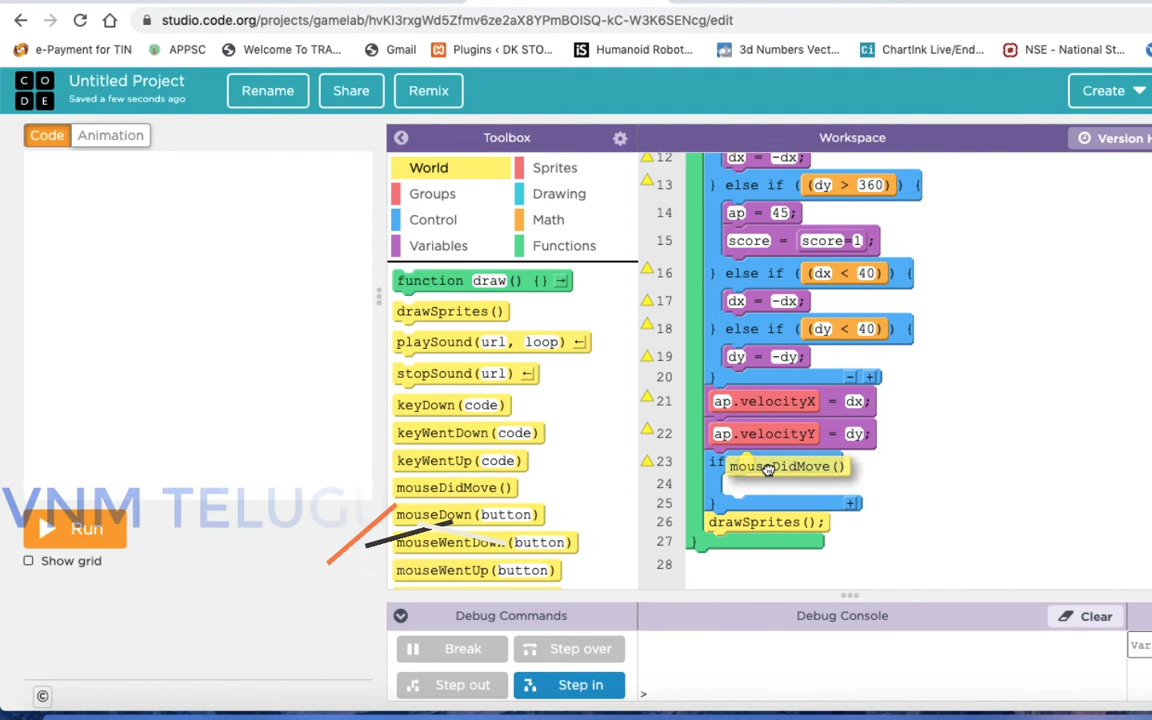 studio.code.org/projects/gamelab/hvKI3rxgWd5Zfmv6ze2aX8YPmBOISQ-kC-W3K6SENcg/edit
e-Payment for TIN APPSC Welcome To TRA... Gmail Plugins ‹ DK STO... iS Humanoid Robot... 3d Numbers Vect... Ci ChartInk Live/End... NSE - National St...
C O D E
Untitled Project
Saved a few seconds ago
Rename Share Remix Create
Code Animation
Toolbox
Workspace
Version H
World Sprites
Groups Drawing
Control Math
Variables Functions
function draw() {}
drawSprites()
playSound(url, loop)
stopSound(url)
keyDown(code)
keyWentDown(code)
keyWentUp(code)
mouseDidMove()
mouseDown(button)
mouseWentDown(button)
mouseWentUp(button)
12 dx = -dx;
13 } else if ( (dy > 360) ) {
14 ap = 45;
15 score = score=1 ;
16 } else if ( (dx < 40) ) {
17 dx = -dx;
18 } else if ( (dy < 40) ) {
19 dy = -dy;
20 } - +
21 ap.velocityX = dx;
22 ap.velocityY = dy;
23 if mouseDidMove()
24
25 } +
26 drawSprites();
27 }
28
VNM TELUGU
Run
Show grid
©
Debug Commands
Debug Console
Clear
Break Step over
Step out Step in
Var
>